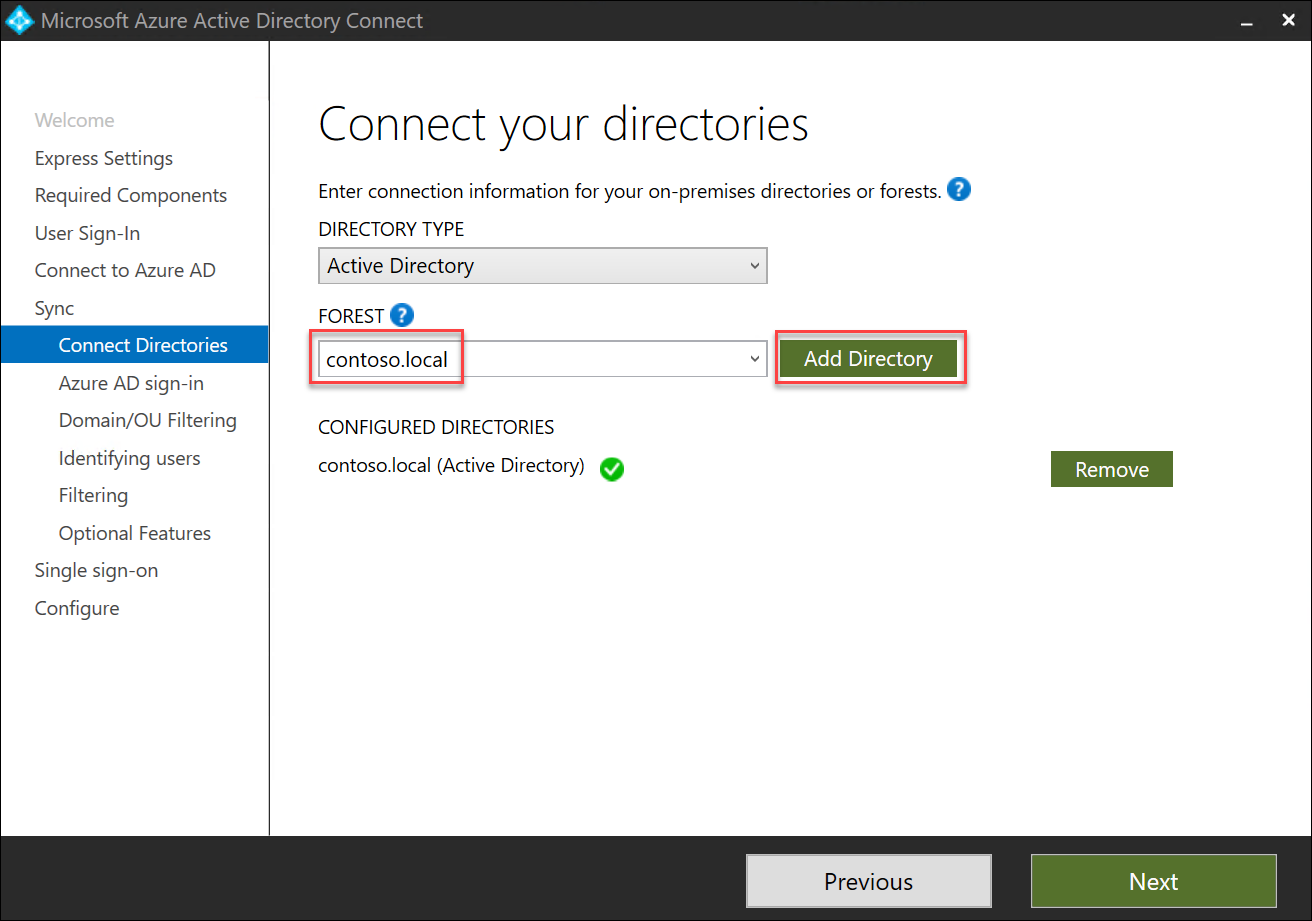 Microsoft Azure Active Directory Connect
Welcome
Express Settings
Required Components
User Sign-In
Connect to Azure AD
Sync
Connect Directories
Azure AD sign-in
Domain/OU Filtering
Identifying users
Filtering
Optional Features
Single sign-on
Configure
Connect your directories
Enter connection information for your on-premises directories or forests. ?
DIRECTORY TYPE
Active Directory
FOREST ?
contoso.local
Add Directory
CONFIGURED DIRECTORIES
contoso.local (Active Directory)
Remove
Previous
Next